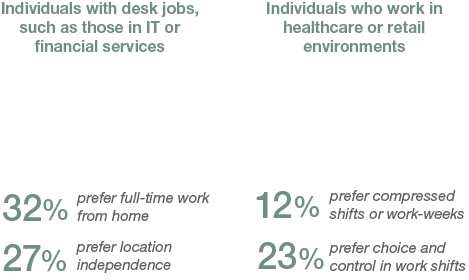 Individuals with desk jobs,
such as those in IT or
financial services
32% prefer full-time work
from home
27% prefer location
independence
Individuals who work in
healthcare or retail
environments
12% prefer compressed
shifts or work-weeks
23% prefer choice and
control in work shifts